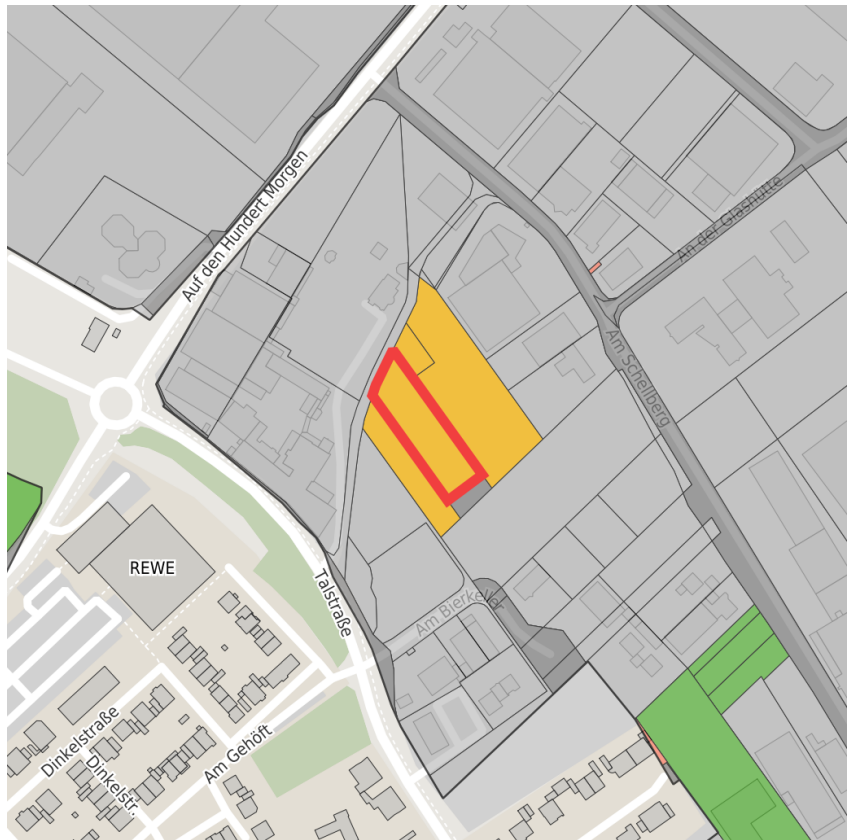 Auf den Hundert Morgen
An der Glashütte
Am Schellberg
REWE
Talstraße
Am Bierkeller
Dinkelstraße
Am Gehöft
Dinkelstr.